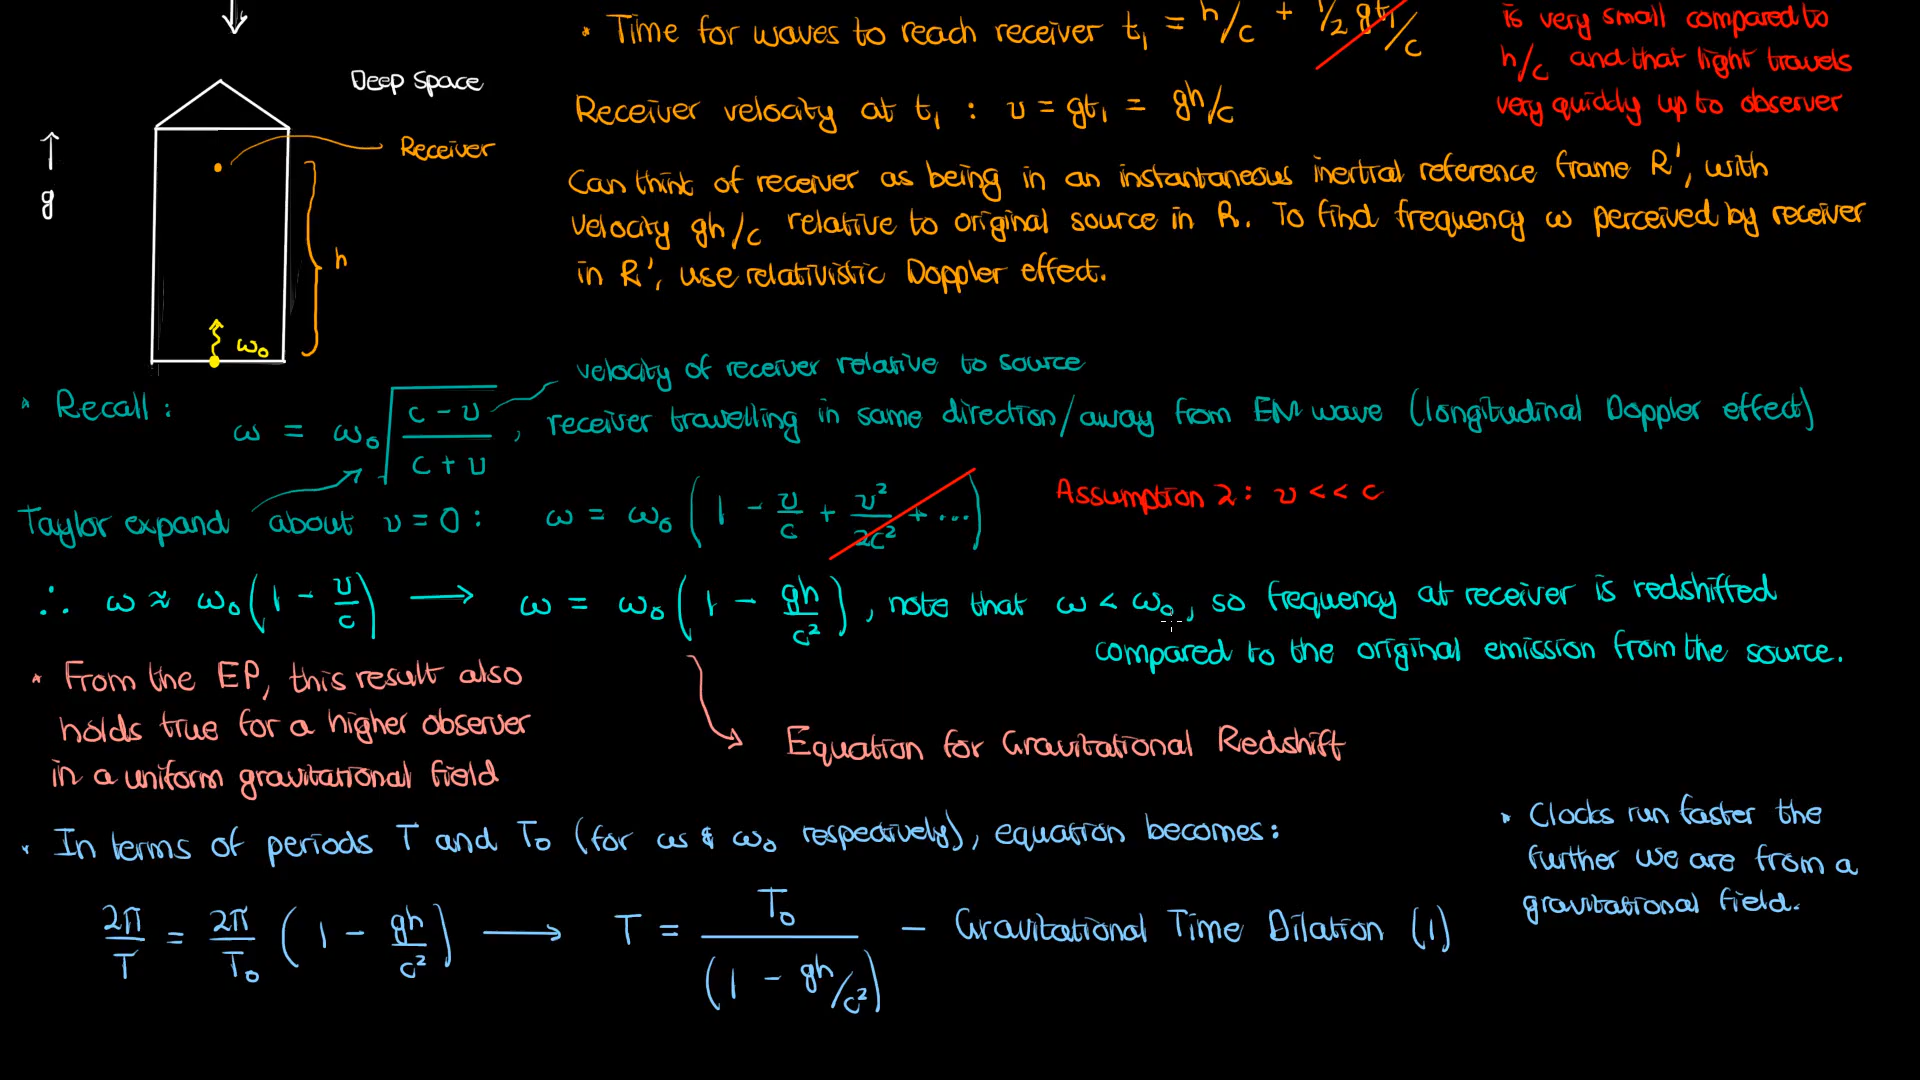 • Time for waves to reach receiver t₁ = h/c + 1/2 gt₁/c
is very small compared to
h/c and that light travels
very quickly up to observer
Deep Space
Receiver velocity at t₁ : v = gt₁ = gh/c
g
Receiver
h
ω₀
Can think of receiver as being in an instantaneous inertial reference frame R', with
velocity gh/c relative to original source in R. To find frequency ω perceived by receiver
in R', use relativistic Doppler effect.
velocity of receiver relative to source
• Recall: ω = ω₀ √((c - v)/(c + v)), receiver travelling in same direction/away from EM wave (longitudinal Doppler effect)
Taylor expand about v = 0: ω = ω₀ (1 - v/c + v²/2c² + ...)
Assumption 2: v << c
∴ ω ≈ ω₀ (1 - v/c) → ω = ω₀ (1 - gh/c²), note that ω < ω₀, so frequency at receiver is redshifted
compared to the original emission from the source.
• From the EP, this result also
holds true for a higher observer
in a uniform gravitational field
Equation for Gravitational Redshift
• In terms of periods T and T₀ (for ω & ω₀ respectively), equation becomes:
2π/T = 2π/T₀ (1 - gh/c²) → T = T₀/(1 - gh/c²) - Gravitational Time Dilation (1)
• Clocks run faster the
further we are from a
gravitational field.